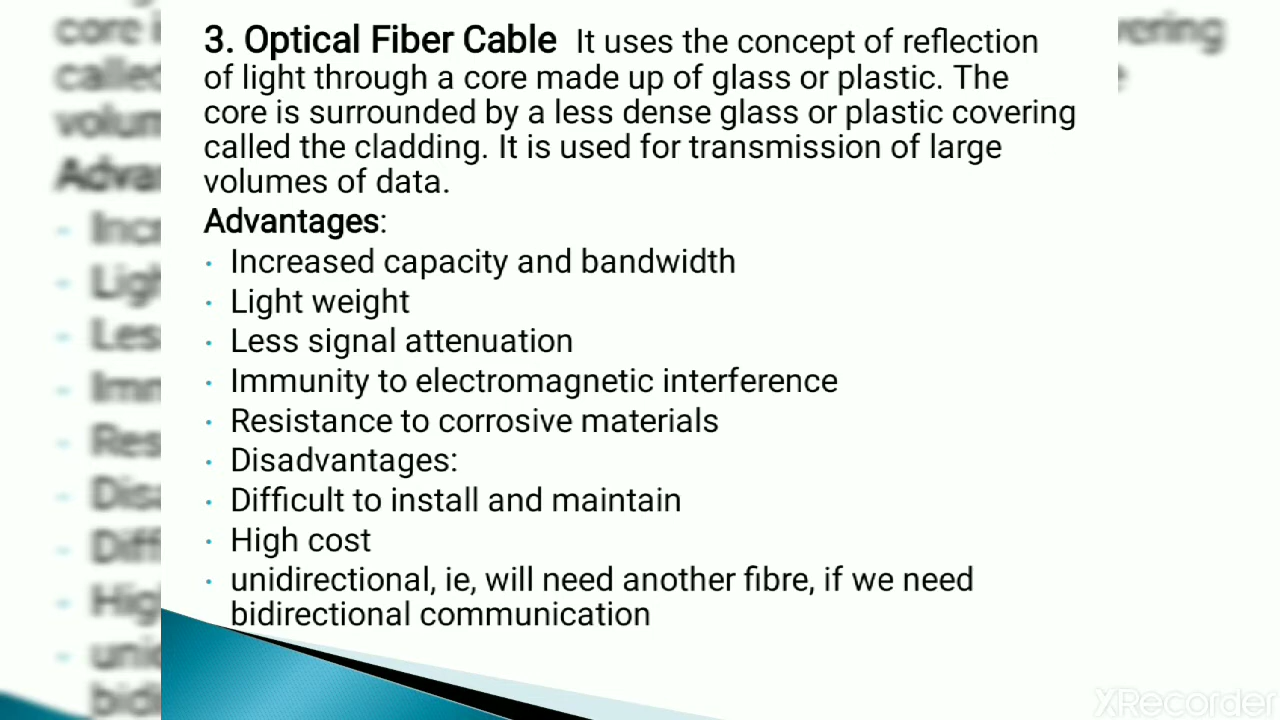 3. Optical Fiber Cable It uses the concept of reflection
of light through a core made up of glass or plastic. The
core is surrounded by a less dense glass or plastic covering
called the cladding. It is used for transmission of large
volumes of data.
Advantages:
· Increased capacity and bandwidth
· Light weight
· Less signal attenuation
· Immunity to electromagnetic interference
· Resistance to corrosive materials
· Disadvantages:
· Difficult to install and maintain
· High cost
· unidirectional, ie, will need another fibre, if we need
bidirectional communication
XRecorder